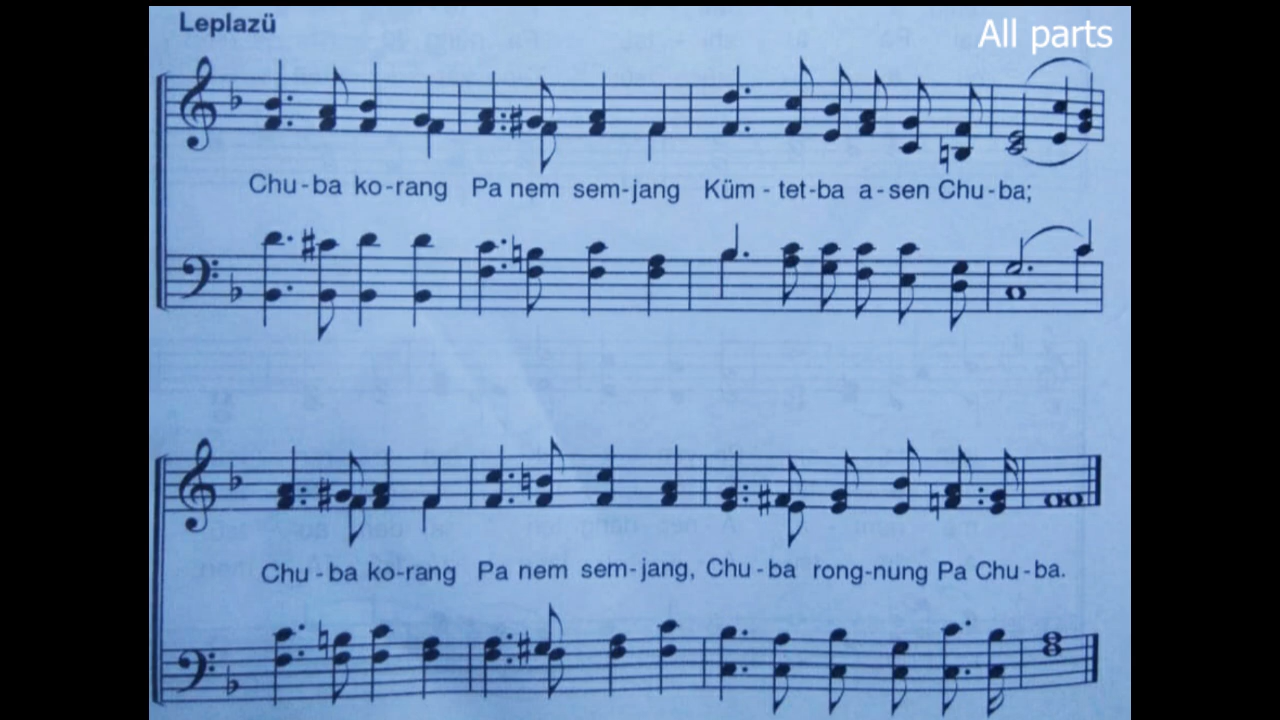 Leplazü
All parts
Chu-ba ko-rang Pa nem sem-jang Küm-tet-ba a-sen Chu-ba;
Chu-ba ko-rang Pa nem sem-jang, Chu-ba rong-nung Pa Chu-ba.